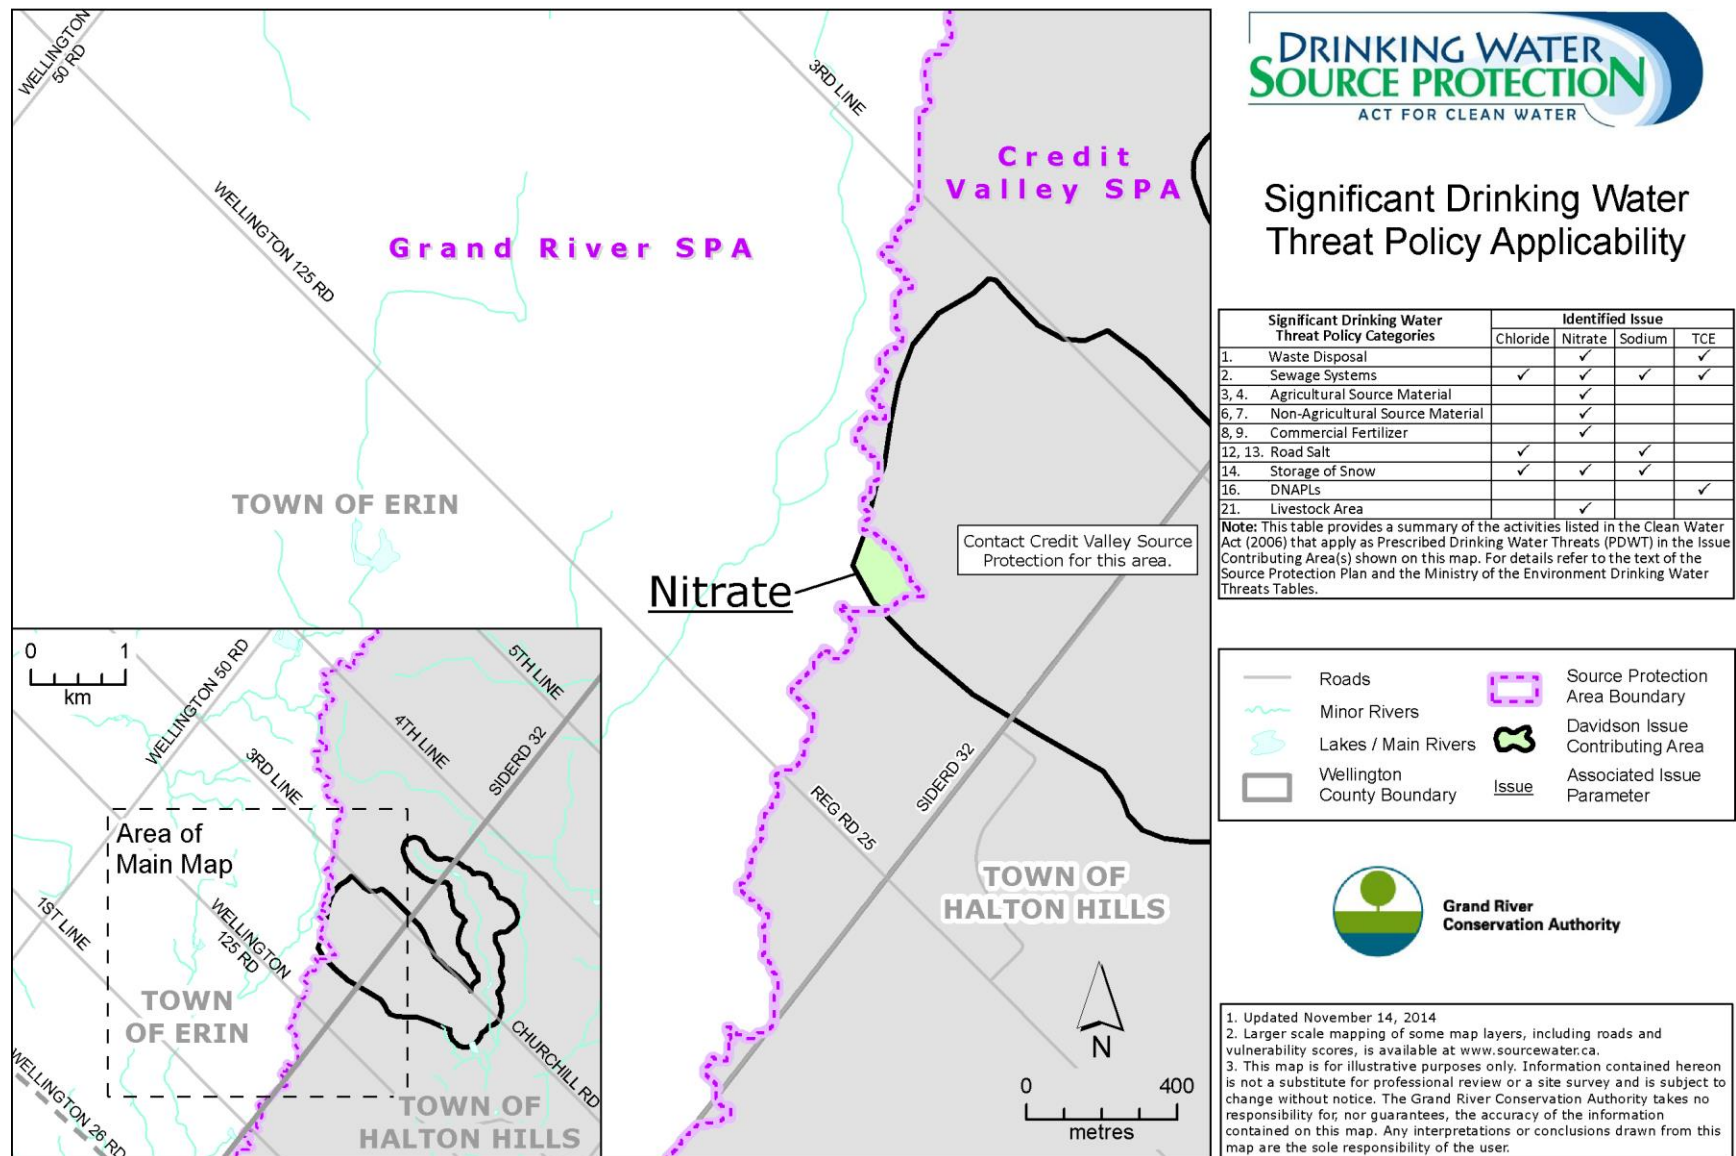 WELLINGTON
50 RD
3RD LINE
Credit
Valley SPA
WELLINGTON 125 RD
Grand River SPA
TOWN OF ERIN
Contact Credit Valley Source
Protection for this area.
Nitrate
REG RD 25
SIDERD 32
TOWN OF
HALTON HILLS
N
0 400
metres
0 1
km
WELLINGTON 50 RD
5TH LINE
4TH LINE
SIDERD 32
3RD LINE
Area of
Main Map
1ST LINE
WELLINGTON
125 RD
TOWN
OF ERIN
CHURCHILL RD
WELLINGTON 26 RD
TOWN OF
HALTON HILLS
DRINKING WATER
SOURCE PROTECTION
ACT FOR CLEAN WATER
Significant Drinking Water
Threat Policy Applicability
Significant Drinking Water
Threat Policy Categories
Identified Issue
Chloride Nitrate Sodium TCE
1. Waste Disposal ✓ ✓
2. Sewage Systems ✓ ✓ ✓ ✓
3, 4. Agricultural Source Material ✓
6, 7. Non-Agricultural Source Material ✓
8, 9. Commercial Fertilizer ✓
12, 13. Road Salt ✓ ✓
14. Storage of Snow ✓ ✓ ✓
16. DNAPLs ✓
21. Livestock Area ✓
Note: This table provides a summary of the activities listed in the Clean Water
Act (2006) that apply as Prescribed Drinking Water Threats (PDWT) in the Issue
Contributing Area(s) shown on this map. For details refer to the text of the
Source Protection Plan and the Ministry of the Environment Drinking Water
Threats Tables.
Roads
Minor Rivers
Lakes / Main Rivers
Wellington
County Boundary
Source Protection
Area Boundary
Davidson Issue
Contributing Area
Issue
Associated Issue
Parameter
Grand River
Conservation Authority
1. Updated November 14, 2014
2. Larger scale mapping of some map layers, including roads and
vulnerability scores, is available at www.sourcewater.ca.
3. This map is for illustrative purposes only. Information contained hereon
is not a substitute for professional review or a site survey and is subject to
change without notice. The Grand River Conservation Authority takes no
responsibility for, nor guarantees, the accuracy of the information
contained on this map. Any interpretations or conclusions drawn from this
map are the sole responsibility of the user.